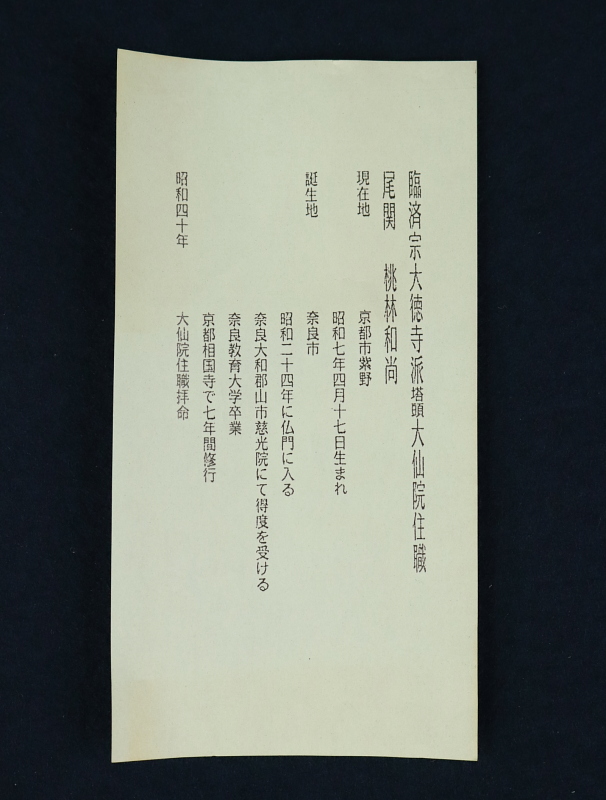 臨済宗大徳寺派塔頭大仙院住職
尾関 桃林和尚
現在地 京都市紫野
昭和七年四月十七日生まれ
誕生地 奈良市
昭和二十四年に仏門に入る
奈良大和郡山市慈光院にて得度を受ける
奈良教育大学卒業
京都相国寺で七年間修行
昭和四十年 大仙院住職拝命